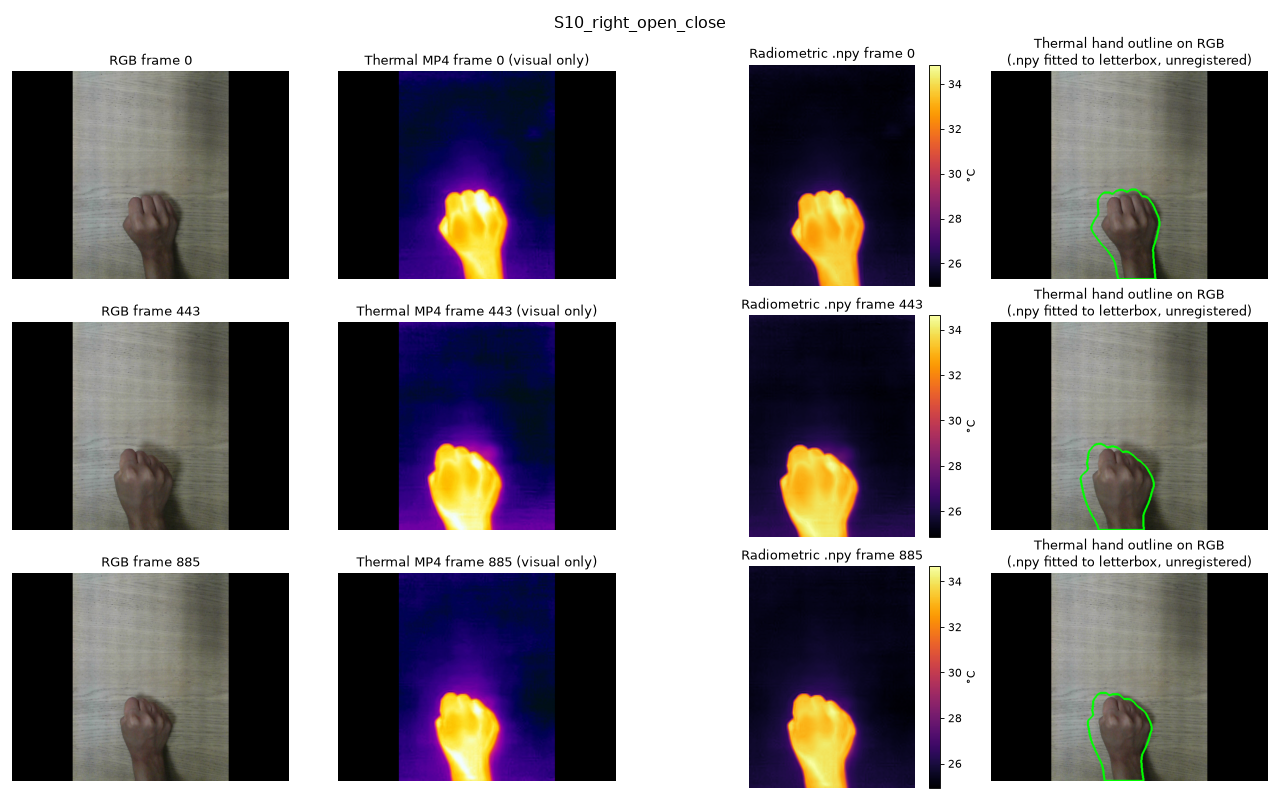 S10_right_open_close
RGB frame 0
Thermal MP4 frame 0 (visual only)
Radiometric .npy frame 0
34
32
30
28
26
°C
Thermal hand outline on RGB
(.npy fitted to letterbox, unregistered)
RGB frame 443
Thermal MP4 frame 443 (visual only)
Radiometric .npy frame 443
34
32
30
28
26
°C
Thermal hand outline on RGB
(.npy fitted to letterbox, unregistered)
RGB frame 885
Thermal MP4 frame 885 (visual only)
Radiometric .npy frame 885
34
32
30
28
26
°C
Thermal hand outline on RGB
(.npy fitted to letterbox, unregistered)